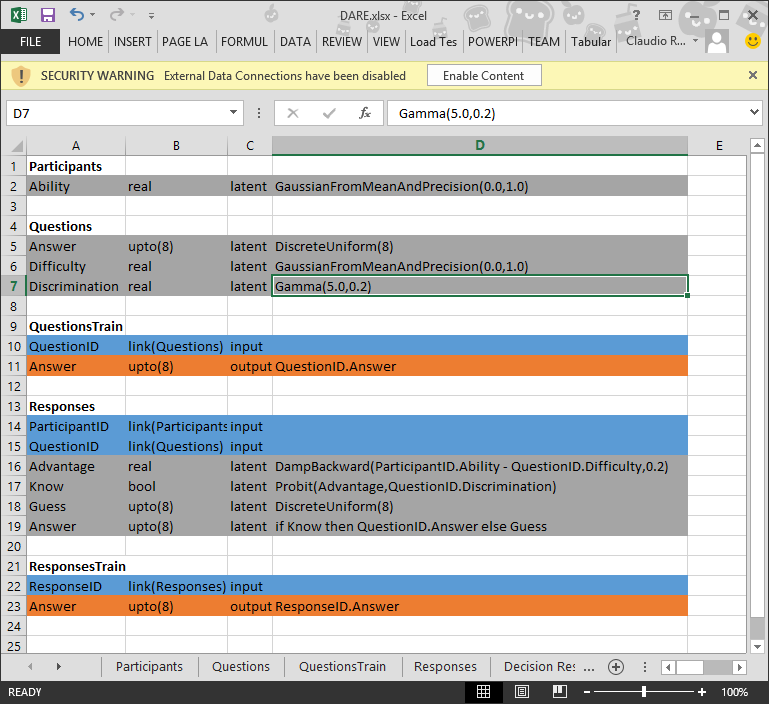 DARE.xlsx - Excel
?
FILE HOME INSERT PAGE LA FORMUL DATA REVIEW VIEW Load Tes POWERPI TEAM Tabular Claudio R...
! SECURITY WARNING External Data Connections have been disabled Enable Content
D7 fx Gamma(5.0,0.2)
A B C D E
1 Participants
2 Ability real latent GaussianFromMeanAndPrecision(0.0,1.0)
3
4 Questions
5 Answer upto(8) latent DiscreteUniform(8)
6 Difficulty real latent GaussianFromMeanAndPrecision(0.0,1.0)
7 Discrimination real latent Gamma(5.0,0.2)
8
9 QuestionsTrain
10 QuestionID link(Questions) input
11 Answer upto(8) output QuestionID.Answer
12
13 Responses
14 ParticipantID link(Participants input
15 QuestionID link(Questions) input
16 Advantage real latent DampBackward(ParticipantID.Ability - QuestionID.Difficulty,0.2)
17 Know bool latent Probit(Advantage,QuestionID.Discrimination)
18 Guess upto(8) latent DiscreteUniform(8)
19 Answer upto(8) latent if Know then QuestionID.Answer else Guess
20
21 ResponsesTrain
22 ResponseID link(Responses) input
23 Answer upto(8) output ResponseID.Answer
24
25
Participants Questions QuestionsTrain Responses Decision Res ...
READY 100%